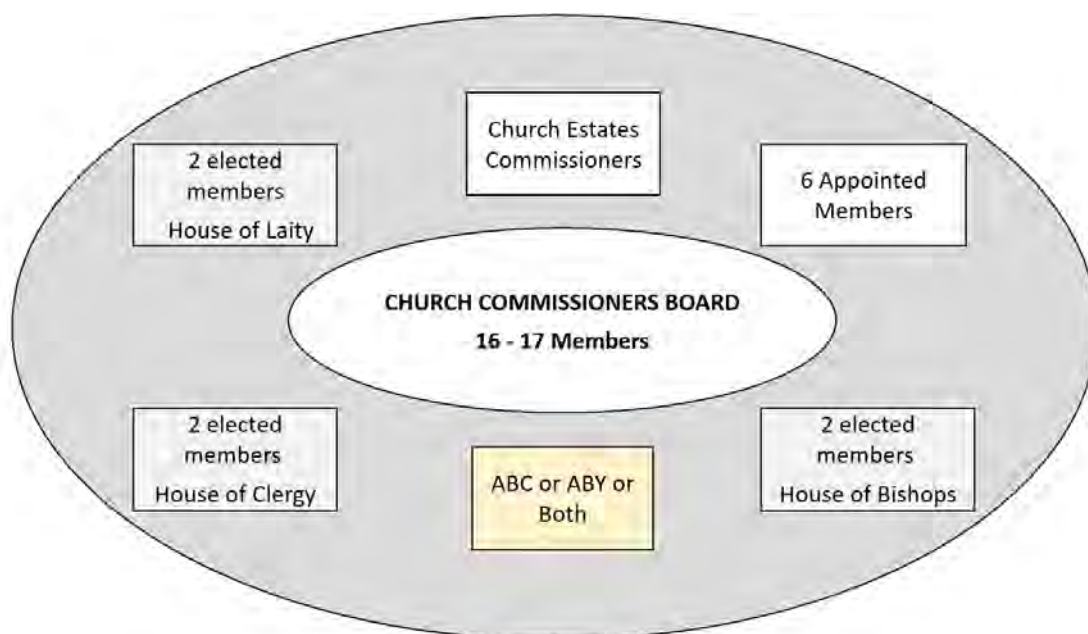 Church Estates
Commissioners
2 elected
members
House of Laity
6 Appointed
Members
CHURCH COMMISSIONERS BOARD
16 - 17 Members
2 elected
members
House of Clergy
ABC or ABY or
Both
2 elected
members
House of Bishops